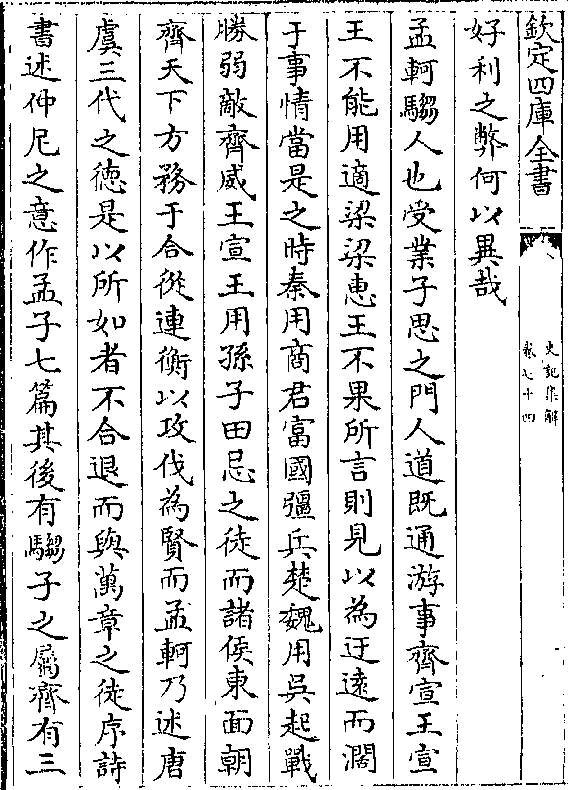 欽定四庫全書
史記集解
卷七十四
好利之弊何以異哉
孟軻騶人也受業子思之門人道既通游事齊宣王宣
王不能用適梁梁恵王不果所言則見以為迂逺而濶
于事情當是之時秦用商君富國彊兵楚魏用吳起戰
勝弱敵齊威王宣王用孫子田忌之徒而諸侯東面朝
齊天下方務于合從連衡以攻伐為賢而孟軻乃述唐
虞三代之徳是以所如者不合退而與萬章之徒序詩
書述仲尼之意作孟子七篇其後有騶子之屬齊有三